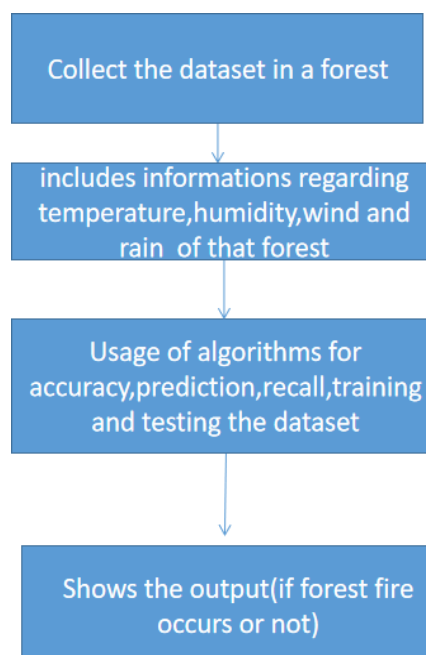 Collect the dataset in a forest
includes informations regarding
temperature,humidity,wind and
rain of that forest
Usage of algorithms for
accuracy,prediction,recall,training
and testing the dataset
Shows the output(if forest fire
occurs or not)